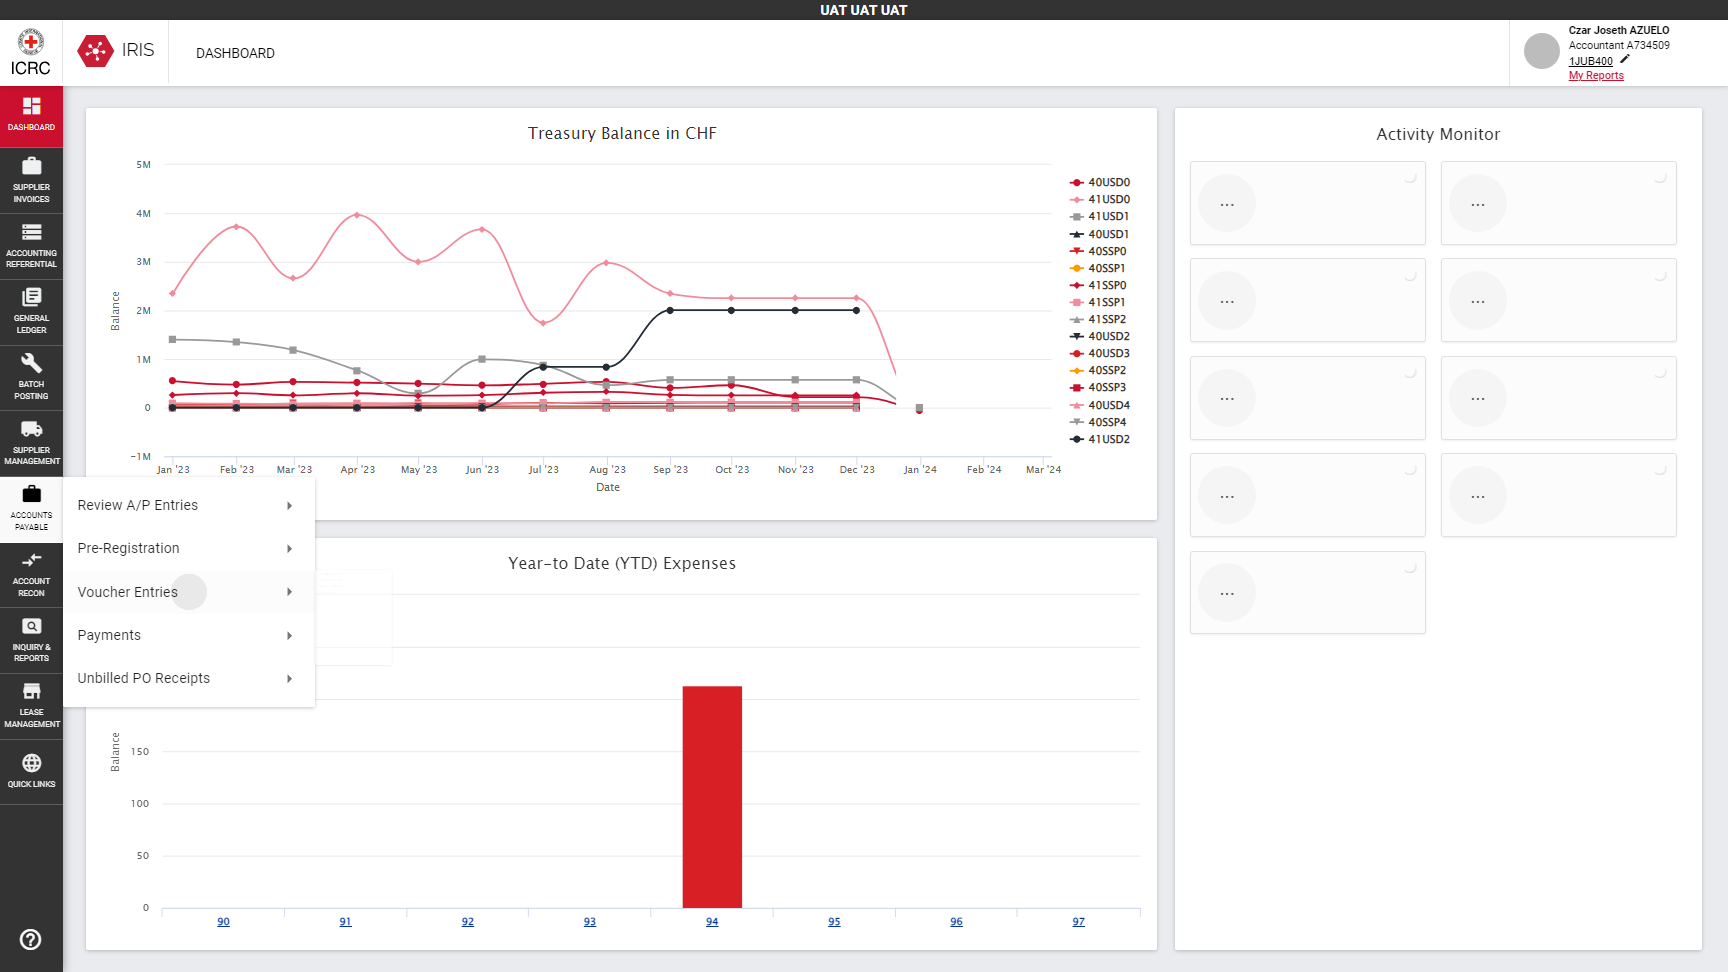 UAT UAT UAT
ICRC
IRIS
DASHBOARD
Czar Joseth AZUELO
Accountant A734509
1JUB400
My Reports
DASHBOARD
SUPPLIER
INVOICES
ACCOUNTING
REFERENTIAL
GENERAL
LEDGER
BATCH
POSTING
SUPPLIER
MANAGEMENT
ACCOUNTS
PAYABLE
ACCOUNT
RECON
INQUIRY &
REPORTS
LEASE
MANAGEMENT
QUICK LINKS
Review A/P Entries
Pre-Registration
Voucher Entries
Payments
Unbilled PO Receipts
Treasury Balance in CHF
Balance
5M
4M
3M
2M
1M
0
-1M
Jan '23
Feb '23
Mar '23
Apr '23
May '23
Jun '23
Jul '23
Aug '23
Sep '23
Oct '23
Nov '23
Dec '23
Jan '24
Feb '24
Mar '24
Date
40USD0
41USD0
41USD1
40USD1
40SSP0
40SSP1
41SSP0
41SSP1
41SSP2
40USD2
40USD3
40SSP2
40SSP3
40USD4
40SSP4
41USD2
Year-to Date (YTD) Expenses
Balance
150
100
50
0
90
91
92
93
94
95
96
97
Activity Monitor
...
...
...
...
...
...
...
...
...